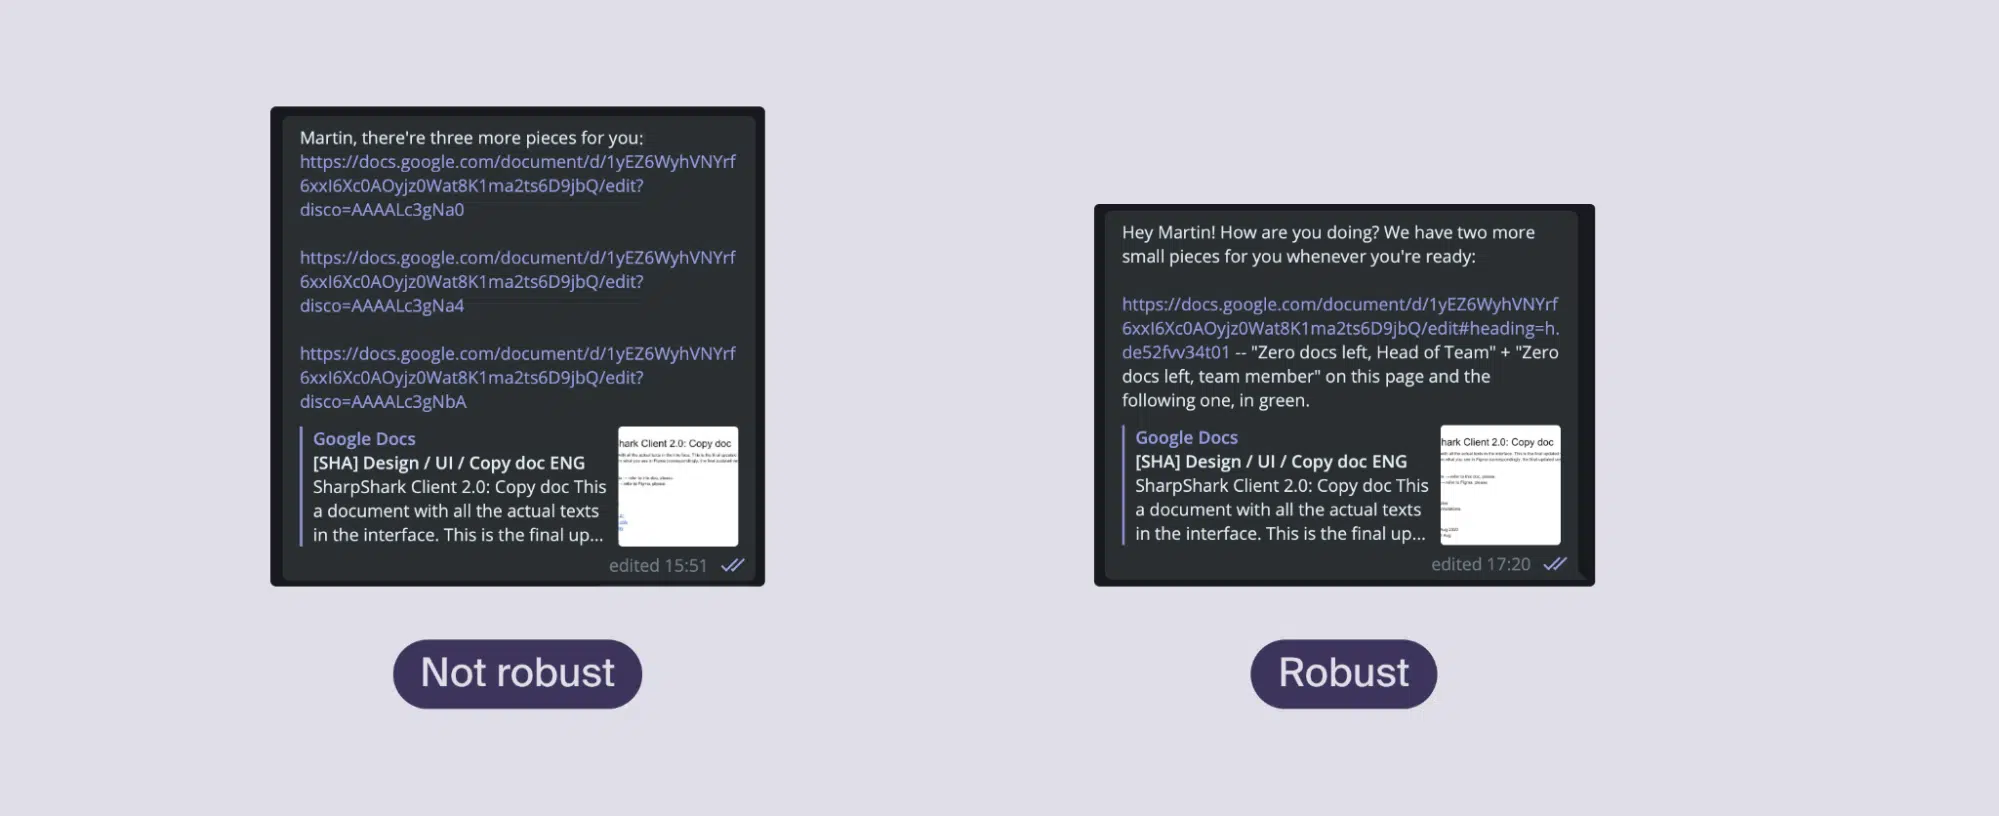 Martin, there're three more pieces for you:
https://docs.google.com/document/d/1yEZ6WyhVNYrf
6xxI6Xc0AOyjz0Wat8K1ma2ts6D9jbQ/edit?
disco=AAAALc3gNa0
https://docs.google.com/document/d/1yEZ6WyhVNYrf
6xxI6Xc0AOyjz0Wat8K1ma2ts6D9jbQ/edit?
disco=AAAALc3gNa4
https://docs.google.com/document/d/1yEZ6WyhVNYrf
6xxI6Xc0AOyjz0Wat8K1ma2ts6D9jbQ/edit?
disco=AAAALc3gNbA
Google Docs
[SHA] Design / UI / Copy doc ENG
SharpShark Client 2.0: Copy doc This
a document with all the actual texts
in the interface. This is the final up...
hark Client 2.0: Copy doc
edited 15:51
Not robust
Hey Martin! How are you doing? We have two more
small pieces for you whenever you're ready:
https://docs.google.com/document/d/1yEZ6WyhVNYrf
6xxI6Xc0AOyjz0Wat8K1ma2ts6D9jbQ/edit#heading=h.
de52fvv34t01 -- "Zero docs left, Head of Team" + "Zero
docs left, team member" on this page and the
following one, in green.
Google Docs
[SHA] Design / UI / Copy doc ENG
SharpShark Client 2.0: Copy doc This
a document with all the actual texts
in the interface. This is the final up...
hark Client 2.0: Copy doc
edited 17:20
Robust